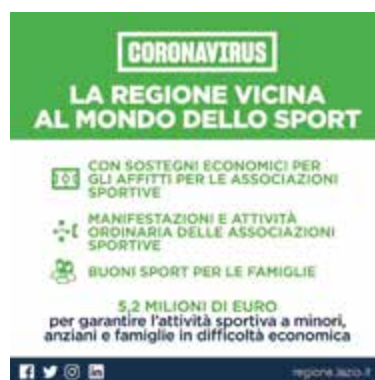 CORONAVIRUS
LA REGIONE VICINA
AL MONDO DELLO SPORT
CON SOSTEGNI ECONOMICI PER
GLI AFFITTI PER LE ASSOCIAZIONI
SPORTIVE
MANIFESTAZIONI E ATTIVITÀ
ORDINARIA DELLE ASSOCIAZIONI
SPORTIVE
BUONI SPORT PER LE FAMIGLIE
5,2 MILIONI DI EURO
per garantire l'attività sportiva a minori,
anziani e famiglie in difficoltà economica
regione.lazio.it